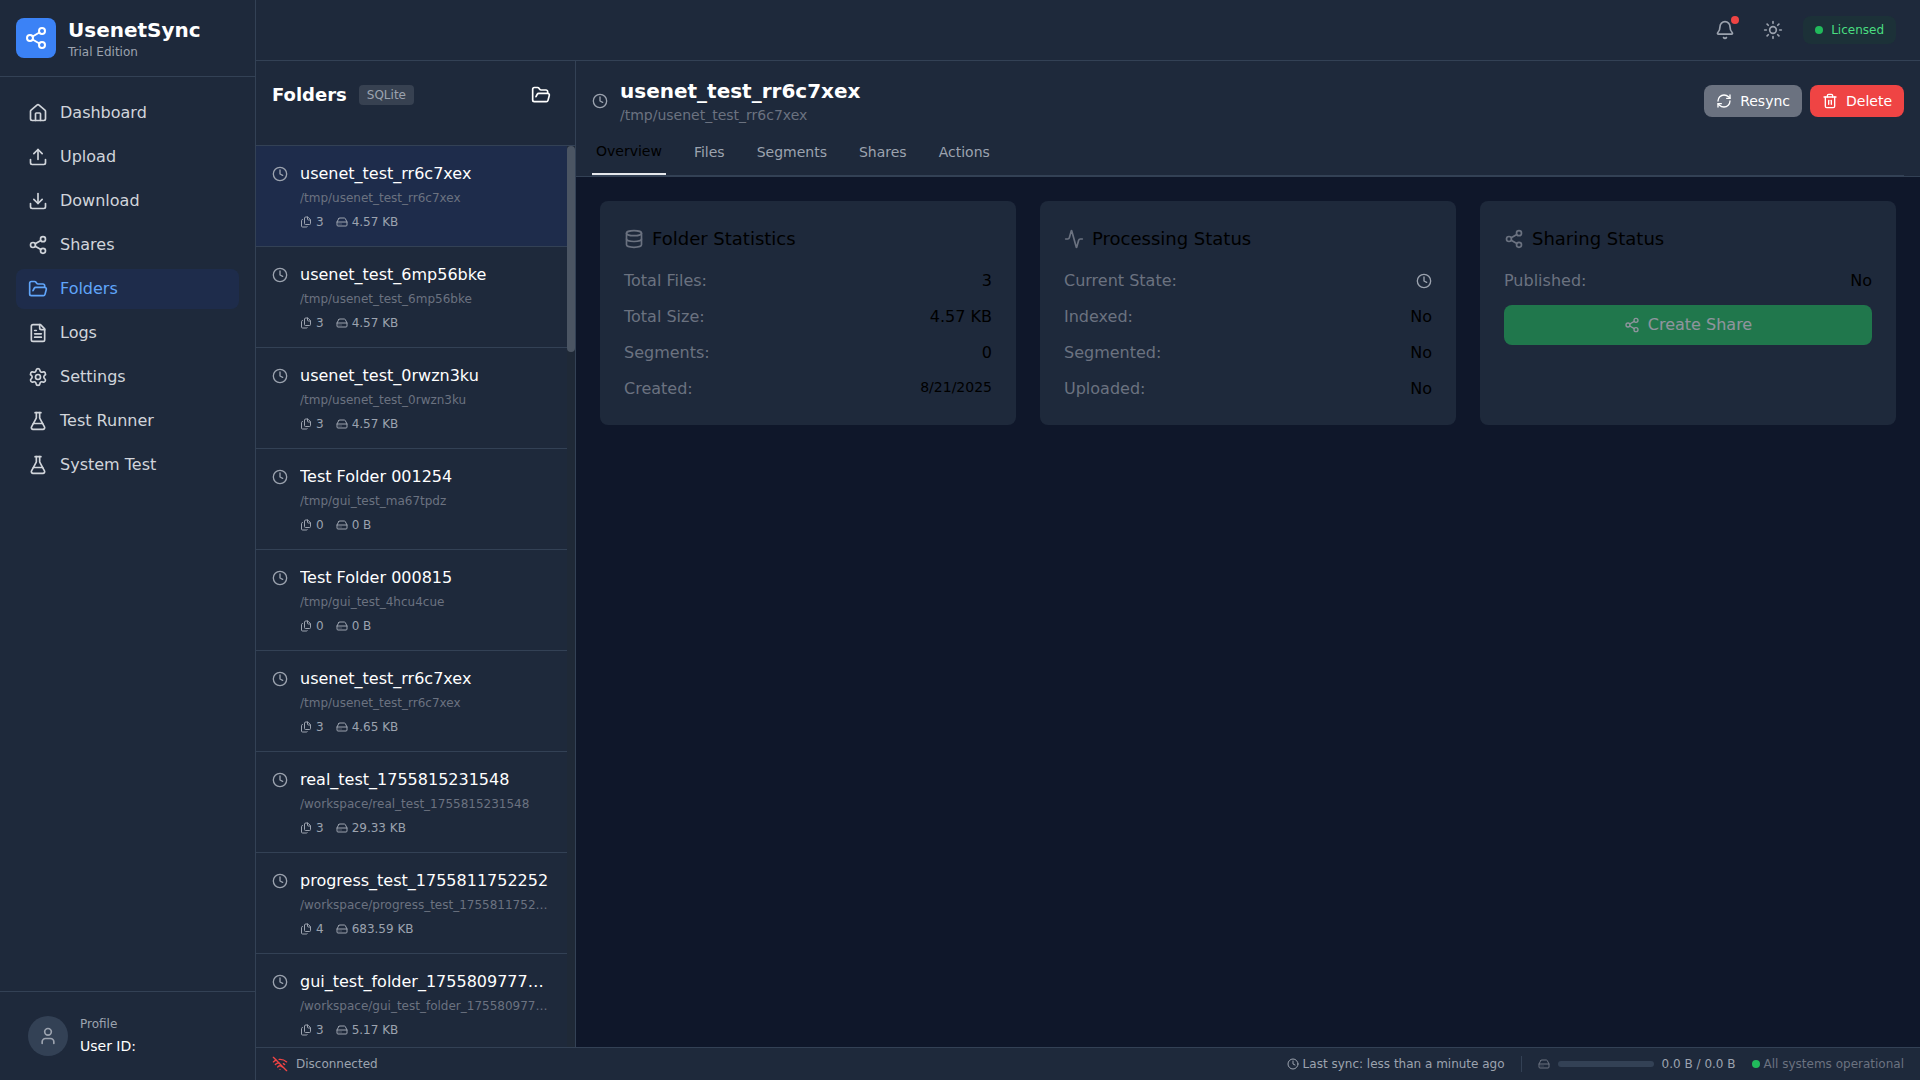 UsenetSync
Trial Edition
Dashboard
Upload
Download
Shares
Folders
Logs
Settings
Test Runner
System Test
Profile
User ID:
Licensed
Folders SQLite
usenet_test_rr6c7xex
/tmp/usenet_test_rr6c7xex
3 4.57 KB
usenet_test_6mp56bke
/tmp/usenet_test_6mp56bke
3 4.57 KB
usenet_test_0rwzn3ku
/tmp/usenet_test_0rwzn3ku
3 4.57 KB
Test Folder 001254
/tmp/gui_test_ma67tpdz
0 0 B
Test Folder 000815
/tmp/gui_test_4hcu4cue
0 0 B
usenet_test_rr6c7xex
/tmp/usenet_test_rr6c7xex
3 4.65 KB
real_test_1755815231548
/workspace/real_test_1755815231548
3 29.33 KB
progress_test_1755811752252
/workspace/progress_test_1755811752...
4 683.59 KB
gui_test_folder_1755809777...
/workspace/gui_test_folder_175580977...
3 5.17 KB
usenet_test_rr6c7xex
/tmp/usenet_test_rr6c7xex
Resync Delete
Overview Files Segments Shares Actions
Folder Statistics
Total Files: 3
Total Size: 4.57 KB
Segments: 0
Created: 8/21/2025
Processing Status
Current State:
Indexed: No
Segmented: No
Uploaded: No
Sharing Status
Published: No
Create Share
Disconnected
Last sync: less than a minute ago
0.0 B / 0.0 B
All systems operational